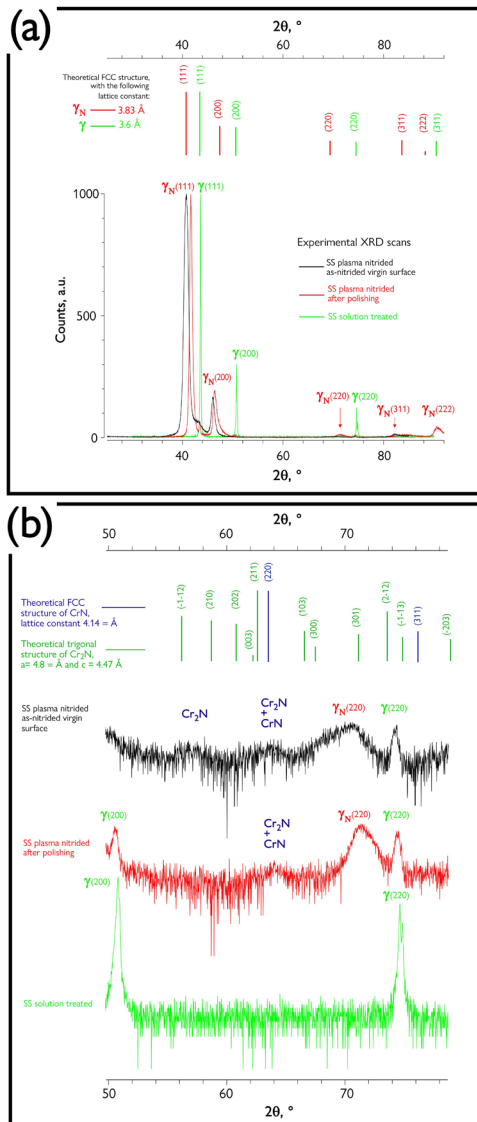 (a)
2θ, °
40 60 80
Theoretical FCC structure,
with the following
lattice constant:
γN 3.83 Å
γ 3.6 Å
(111)
(111)
(200)
(200)
(220)
(220)
(311)
(222)
(311)
1000
500
0
Counts, a.u.
γN(111)
γ(111)
γN(200)
γ(200)
γN(220)
γ(220)
γN(311)
γN(222)
Experimental XRD scans
SS plasma nitrided
as-nitrided virgin surface
SS plasma nitrided
after polishing
SS solution treated
40 60 80
2θ, °
(b)
2θ, °
50 60 71
Theoretical FCC
structure of CrN,
lattice constant 4.14 = Å
Theoretical trigonal
structure of Cr2N,
a= 4.8 = Å and c = 4.47 Å
(-1-12)
(210)
(202)
(003)
(211)
(220)
(103)
(300)
(301)
(2-12)
(-1-13)
(311)
(-203)
SS plasma nitrided
as-nitrided virgin
surface
Cr2N
Cr2N
+
CrN
γN(220)
γ(220)
SS plasma nitrided
after polishing
γ(200)
Cr2N
+
CrN
γN(220)
γ(220)
γ(200)
SS solution treated
50 60 71
2θ, °